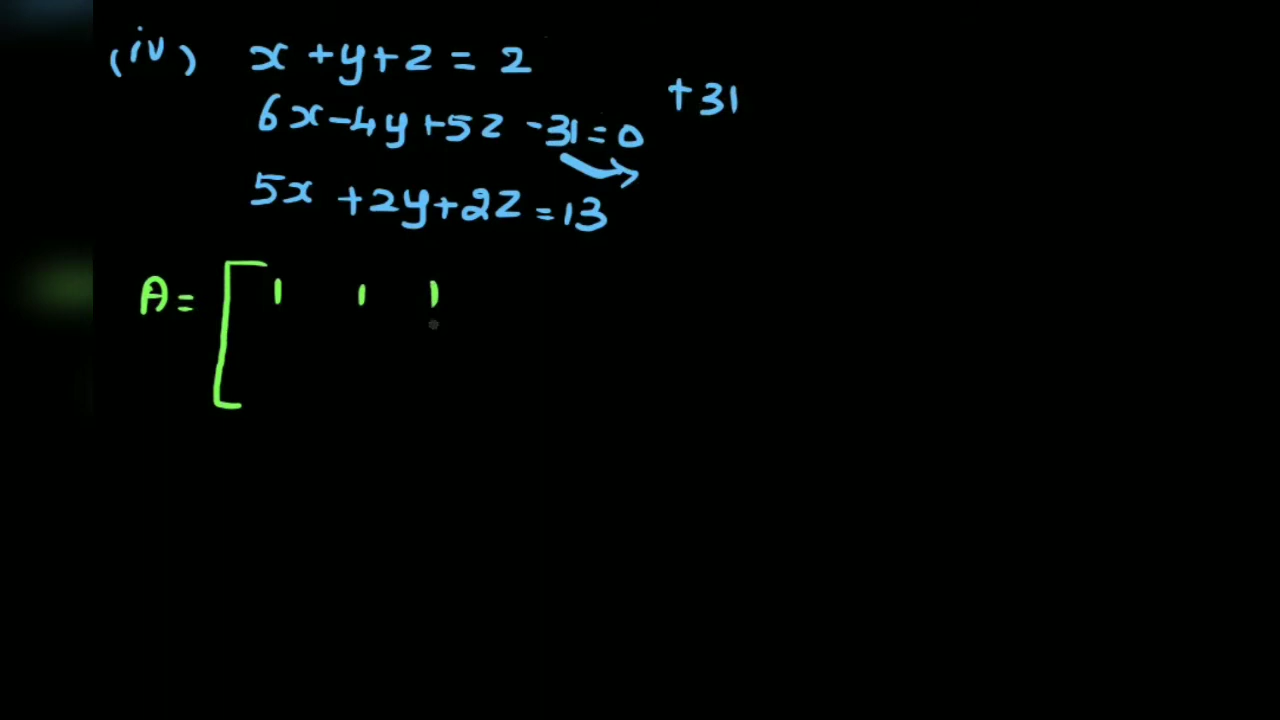 (iv) x + y + z = 2
6x - 4y + 5z - 31 = 0 + 31
5x + 2y + 2z = 13
A = [ 1 1 1